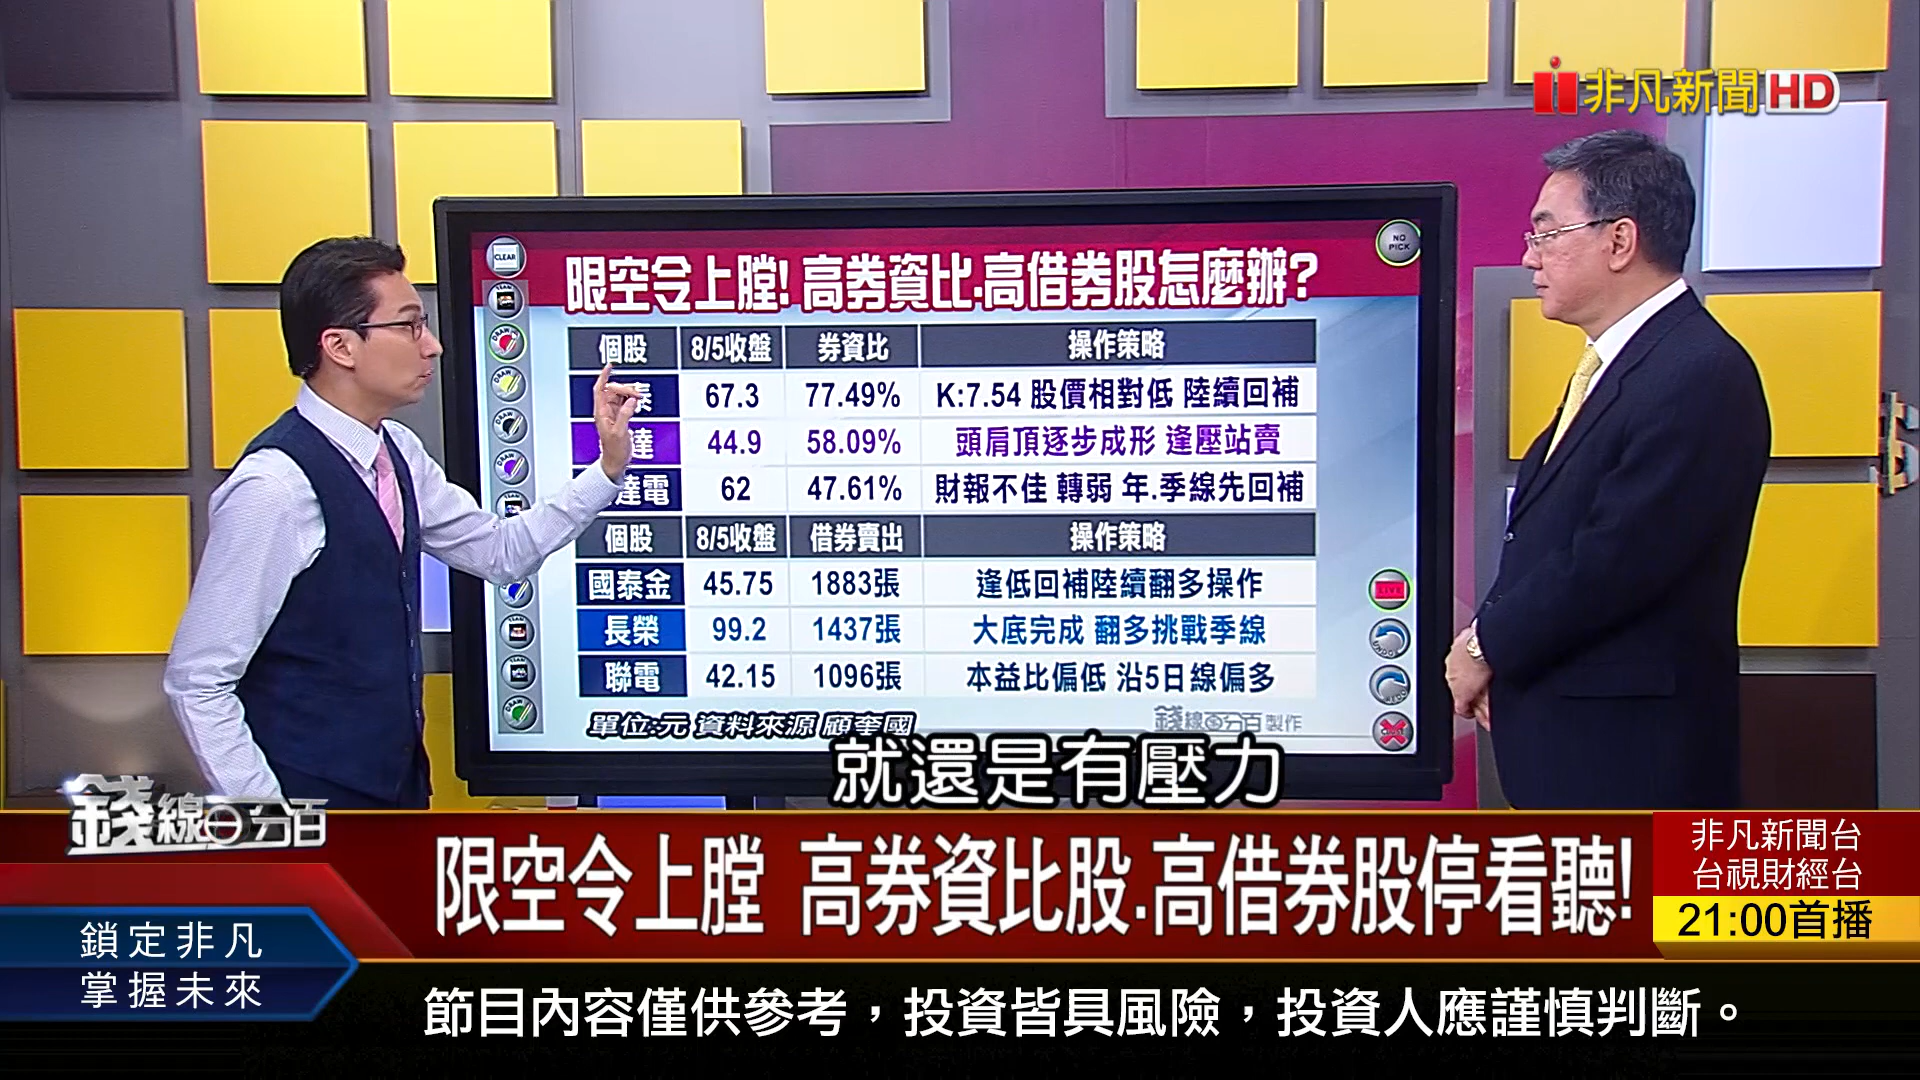 非凡新聞HD
CLEAR
NO PICK
限空令上膛!高券資比.高借券股怎麼辦?
個股 8/5收盤 券資比 操作策略
泰 67.3 77.49% K:7.54 股價相對低 陸續回補
達 44.9 58.09% 頭肩頂逐步成形 逢壓站賣
達電 62 47.61% 財報不佳 轉弱 年.季線先回補
個股 8/5收盤 借券賣出 操作策略
國泰金 45.75 1883張 逢低回補陸續翻多操作
長榮 99.2 1437張 大底完成 翻多挑戰季線
聯電 42.15 1096張 本益比偏低 沿5日線偏多
單位:元 資料來源 顧奎國
錢線百分百 製作
就還是有壓力
錢線百分百
限空令上膛 高券資比股.高借券股停看聽!
非凡新聞台
台視財經台
21:00首播
鎖定非凡
掌握未來
節目內容僅供參考，投資皆具風險，投資人應謹慎判斷。